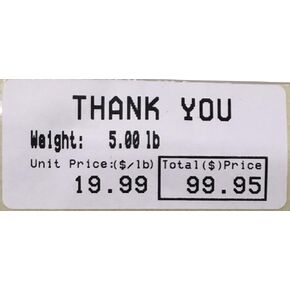 THANK YOU
Weight: 5.00 lb
Unit Price:($/lb) Total($)Price
19.99 99.95